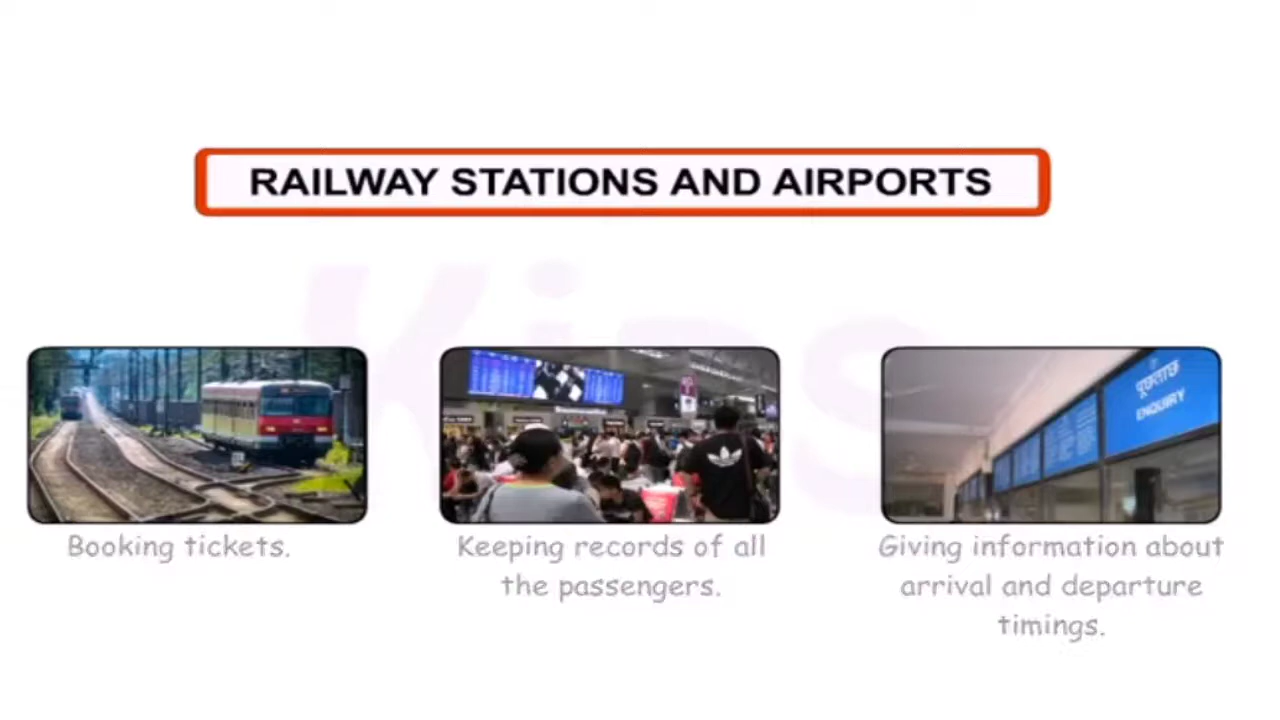 RAILWAY STATIONS AND AIRPORTS
पूछताछ
ENQUIRY
Booking tickets.
Keeping records of all
the passengers.
Giving information about
arrival and departure
timings.